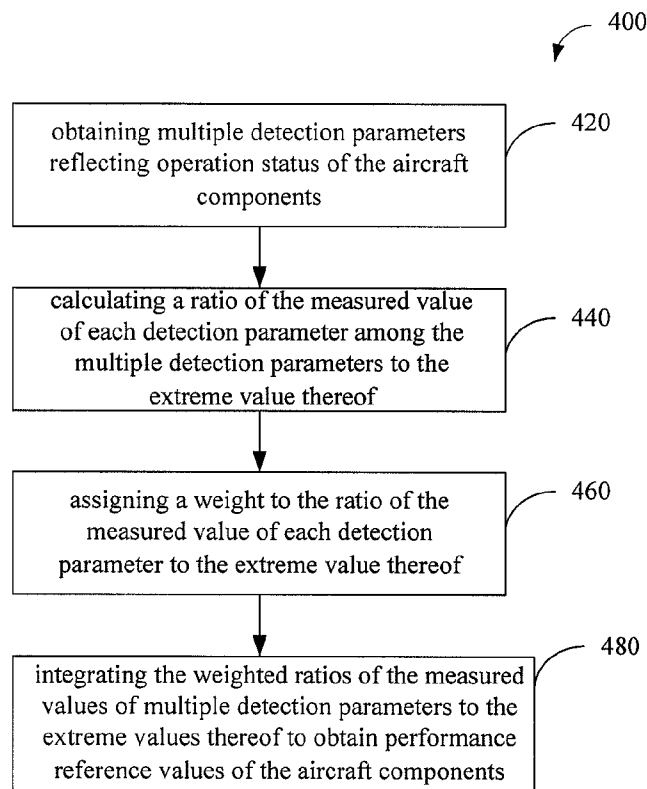 400
obtaining multiple detection parameters
reflecting operation status of the aircraft
components
420
calculating a ratio of the measured value
of each detection parameter among the
multiple detection parameters to the
extreme value thereof
440
assigning a weight to the ratio of the
measured value of each detection
parameter to the extreme value thereof
460
integrating the weighted ratios of the measured
values of multiple detection parameters to the
extreme values thereof to obtain performance
reference values of the aircraft components
480